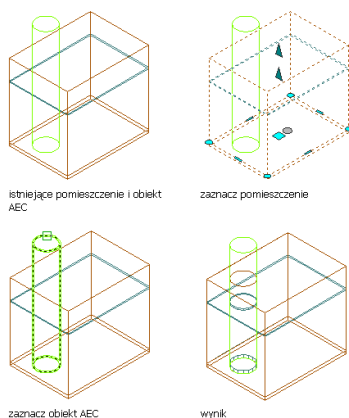 istniejące pomieszczenie i obiekt
AEC
zaznacz pomieszczenie
zaznacz obiekt AEC
wynik